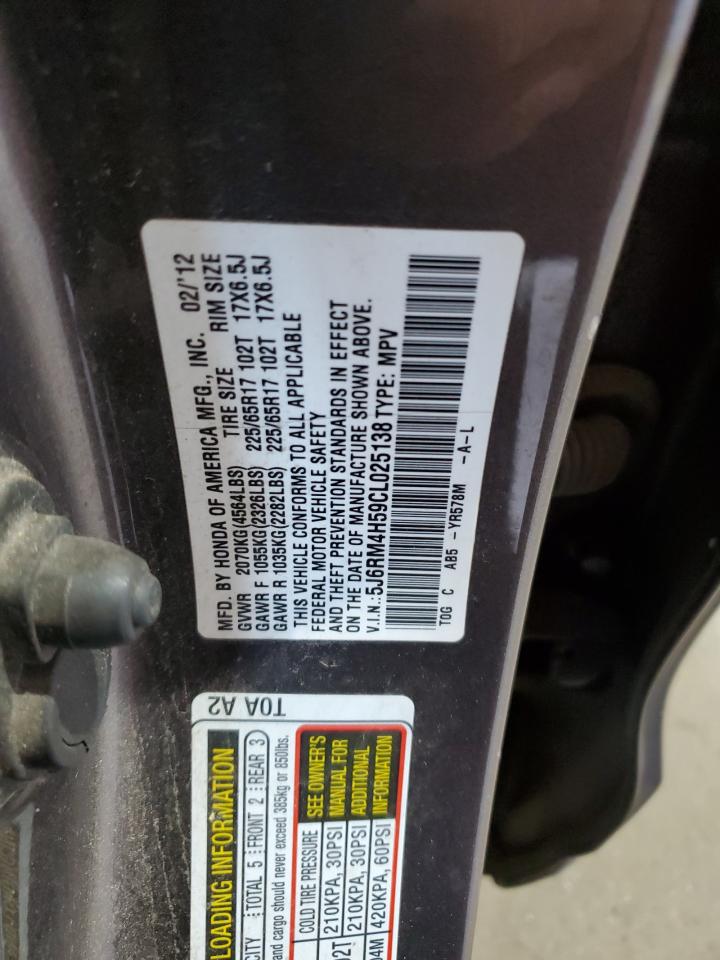 MFD. BY HONDA OF AMERICA MFG., INC. 02/'12
TIRE SIZE RIM SIZE
GVWR 2070KG(4564LBS)
GAWR F 1055KG(2326LBS) 225/65R17 102T 17X6.5J
GAWR R 1035KG(2282LBS) 225/65R17 102T 17X6.5J
THIS VEHICLE CONFORMS TO ALL APPLICABLE
FEDERAL MOTOR VEHICLE SAFETY
AND THEFT PREVENTION STANDARDS IN EFFECT
ON THE DATE OF MANUFACTURE SHOWN ABOVE.
V.I.N.:5J6RM4H59CL025138 TYPE: MPV
T0G C AB5 -YR578M -A-L
T0A A2
LOADING INFORMATION
TOTAL 5 FRONT 2 REAR 3
and cargo should never exceed 385kg or 850lbs.
COLD TIRE PRESSURE
SEE OWNER'S
MANUAL FOR
ADDITIONAL
INFORMATION
210KPA, 30PSI
210KPA, 30PSI
420KPA, 60PSI